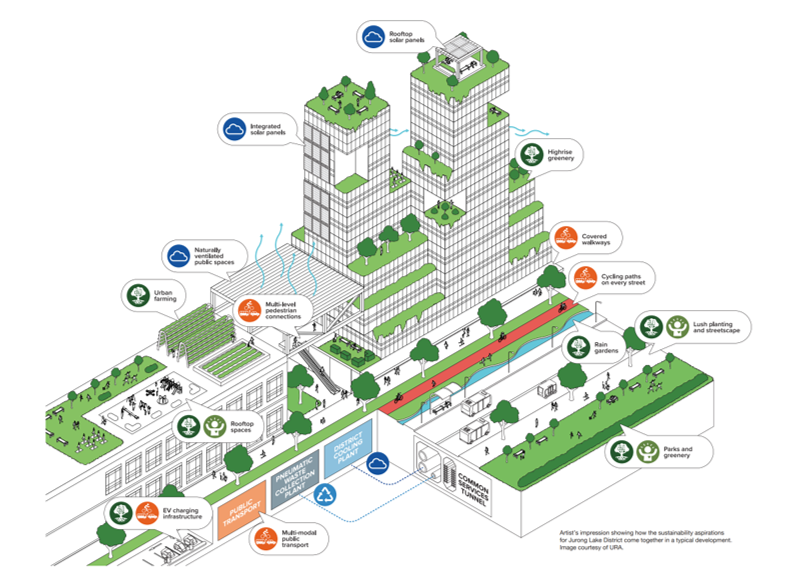 Rooftop
solar panels
Integrated
solar panels
Highrise
greenery
Covered
walkways
Naturally
ventilated
public spaces
Cycling paths
on every street
Urban
farming
Multi-level
pedestrian
connections
Rain
gardens
Lush planting
and streetscape
Rooftop
spaces
Parks and
greenery
DISTRICT
COOLING
PLANT
PNEUMATIC
WASTE
COLLECTION
PLANT
COMMON
SERVICES
TUNNEL
EV charging
infrastructure
PUBLIC
TRANSPORT
Multi-modal
public
transport
Artist's impression showing how the sustainability aspirations
for Jurong Lake District come together in a typical development.
Image courtesy of URA.